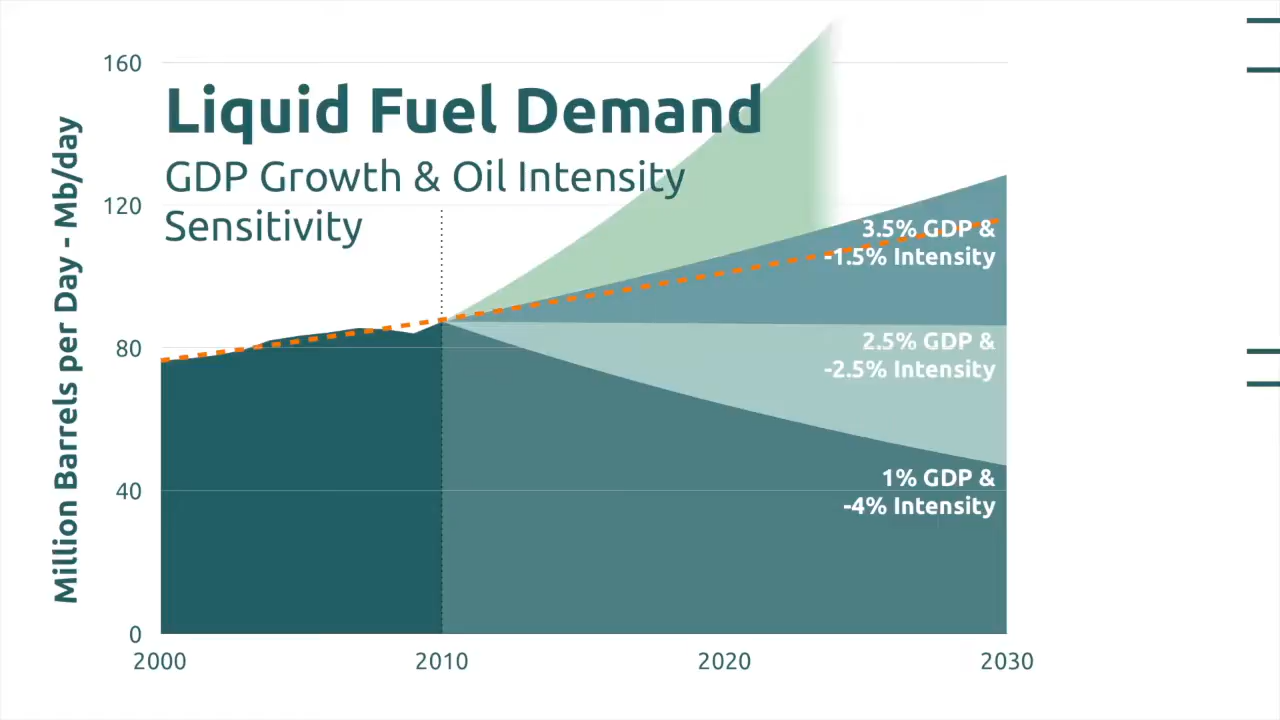 Liquid Fuel Demand
GDP Growth & Oil Intensity
Sensitivity
Million Barrels per Day - Mb/day
160
120
80
40
0
3.5% GDP &
-1.5% Intensity
2.5% GDP &
-2.5% Intensity
1% GDP &
-4% Intensity
2000
2010
2020
2030